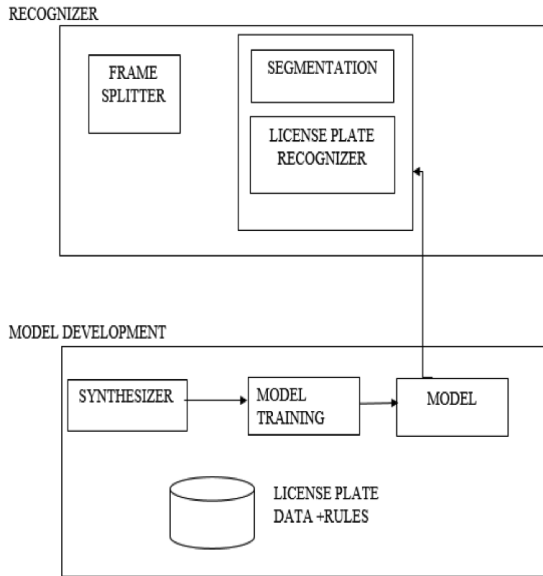 RECOGNIZER
FRAME
SPLITTER
SEGMENTATION
LICENSE PLATE
RECOGNIZER
MODEL DEVELOPMENT
SYNTHESIZER
MODEL
TRAINING
MODEL
LICENSE PLATE
DATA +RULES